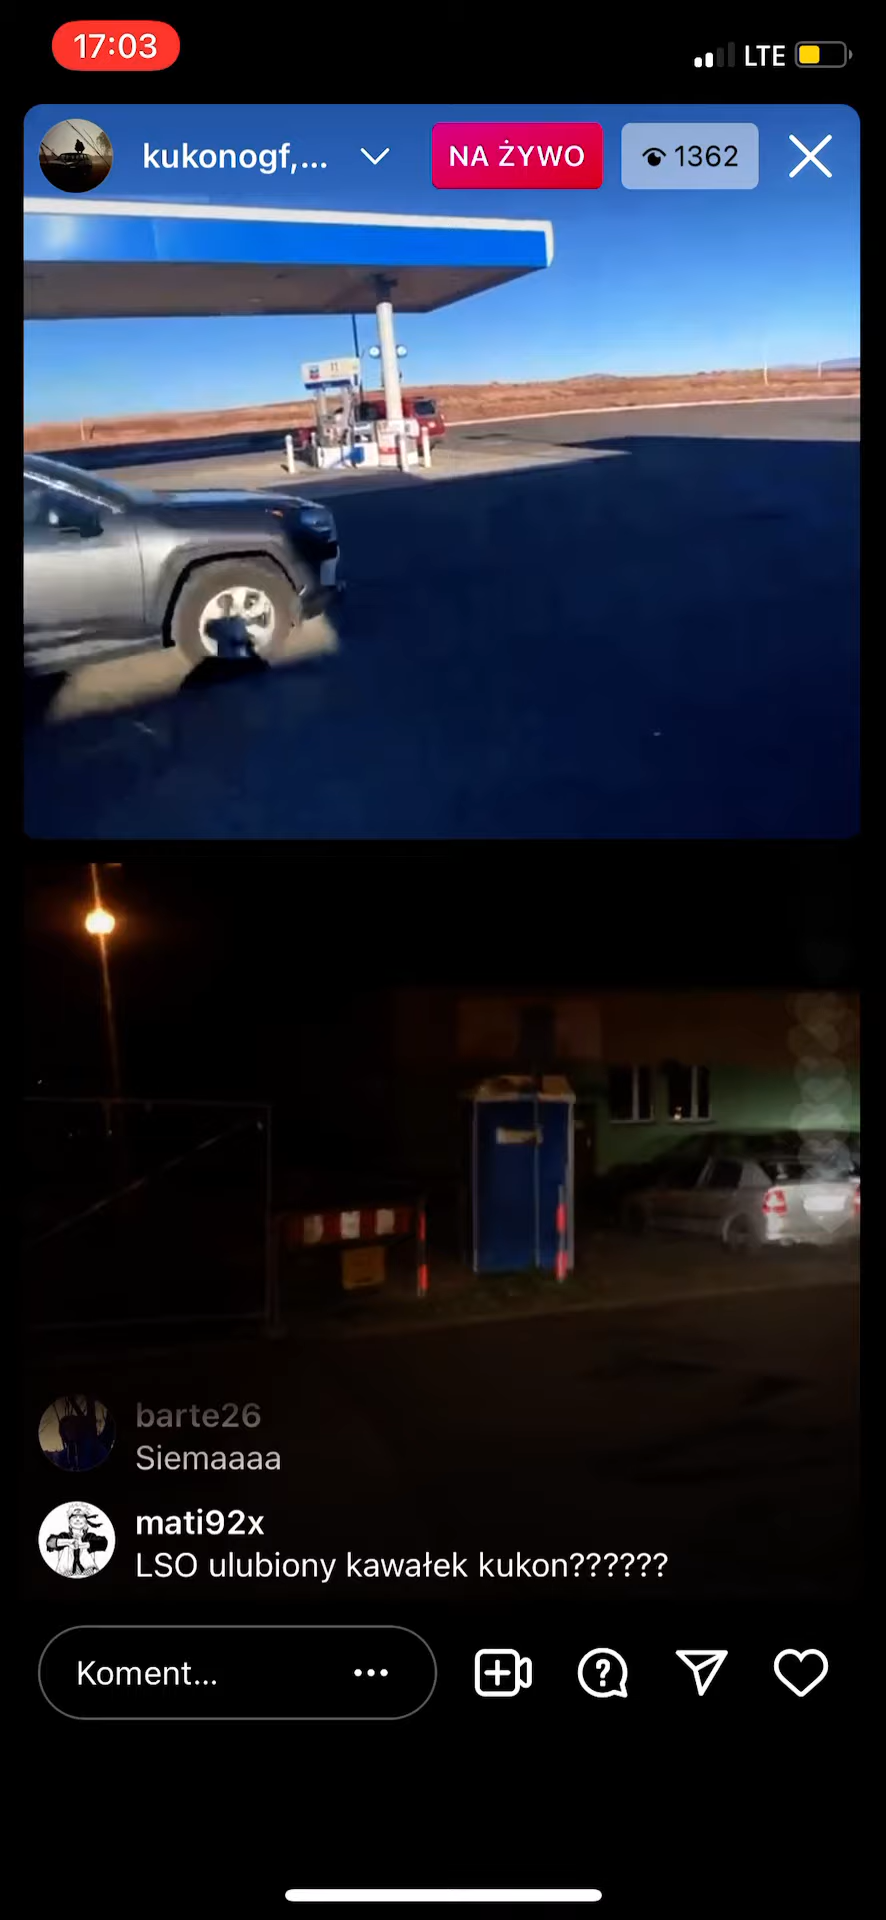 17:03
LTE
kukonogf,...
NA ŻYWO
1362
barte26
Siemaaaa
mati92x
LSO ulubiony kawałek kukon??????
Koment...